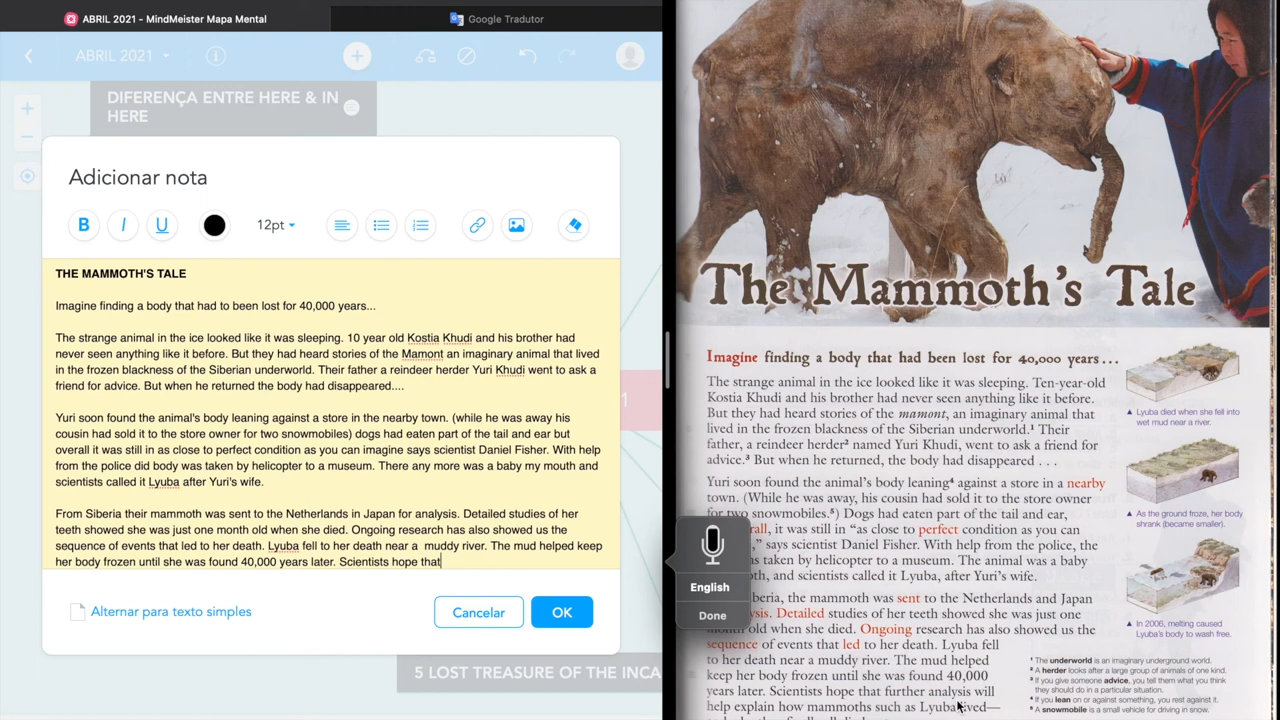 ABRIL 2021 - MindMeister Mapa Mental
Google Tradutor
ABRIL 2021
DIFERENÇA ENTRE HERE & IN
HERE
Adicionar nota
B I U 12pt
THE MAMMOTH'S TALE
Imagine finding a body that had to been lost for 40,000 years...
The strange animal in the ice looked like it was sleeping. 10 year old Kostia Khudi and his brother had
never seen anything like it before. But they had heard stories of the Mamont an imaginary animal that lived
in the frozen blackness of the Siberian underworld. Their father a reindeer herder Yuri Khudi went to ask a
friend for advice. But when he returned the body had disappeared....
Yuri soon found the animal's body leaning against a store in the nearby town. (while he was away his
cousin had sold it to the store owner for two snowmobiles) dogs had eaten part of the tail and ear but
overall it was still in as close to perfect condition as you can imagine says scientist Daniel Fisher. With help
from the police did body was taken by helicopter to a museum. There any more was a baby my mouth and
scientists called it Lyuba after Yuri's wife.
From Siberia their mammoth was sent to the Netherlands in Japan for analysis. Detailed studies of her
teeth showed she was just one month old when she died. Ongoing research has also showed us the
sequence of events that led to her death. Lyuba fell to her death near a muddy river. The mud helped keep
her body frozen until she was found 40,000 years later. Scientists hope that
Alternar para texto simples
Cancelar
OK
5 LOST TREASURE OF THE INCA
1
The Mammoth's Tale
Imagine finding a body that had been lost for 40,000 years...
The strange animal in the ice looked like it was sleeping. Ten-year-old
Kostia Khudi and his brother had never seen anything like it before.
But they had heard stories of the mamont, an imaginary animal that
lived in the frozen blackness of the Siberian underworld.¹ Their
father, a reindeer herder² named Yuri Khudi, went to ask a friend for
advice.³ But when he returned, the body had disappeared . . .
Yuri soon found the animal's body leaning⁴ against a store in a nearby
town. (While he was away, his cousin had sold it to the store owner
for two snowmobiles.⁵) Dogs had eaten part of the tail and ear,
rall, it was still in "as close to perfect condition as you can
," says scientist Daniel Fisher. With help from the police, the
s taken by helicopter to a museum. The animal was a baby
oth, and scientists called it Lyuba, after Yuri's wife.
beria, the mammoth was sent to the Netherlands and Japan
ysis. Detailed studies of her teeth showed she was just one
month old when she died. Ongoing research has also showed us the
sequence of events that led to her death. Lyuba fell
to her death near a muddy river. The mud helped
keep her body frozen until she was found 40,000
years later. Scientists hope that further analysis will
help explain how mammoths such as Lyuba lived—
English
Done
▲ Lyuba died when she fell into
wet mud near a river.
▲ As the ground froze, her body
shrank (became smaller).
▲ In 2006, melting caused
Lyuba's body to wash free.
¹ The underworld is an imaginary underground world.
² A herder looks after a large group of animals of one kind.
³ If you give someone advice, you tell them what you think
they should do in a particular situation.
⁴ If you lean on or against something, you rest against it.
⁵ A snowmobile is a small vehicle for driving in snow.